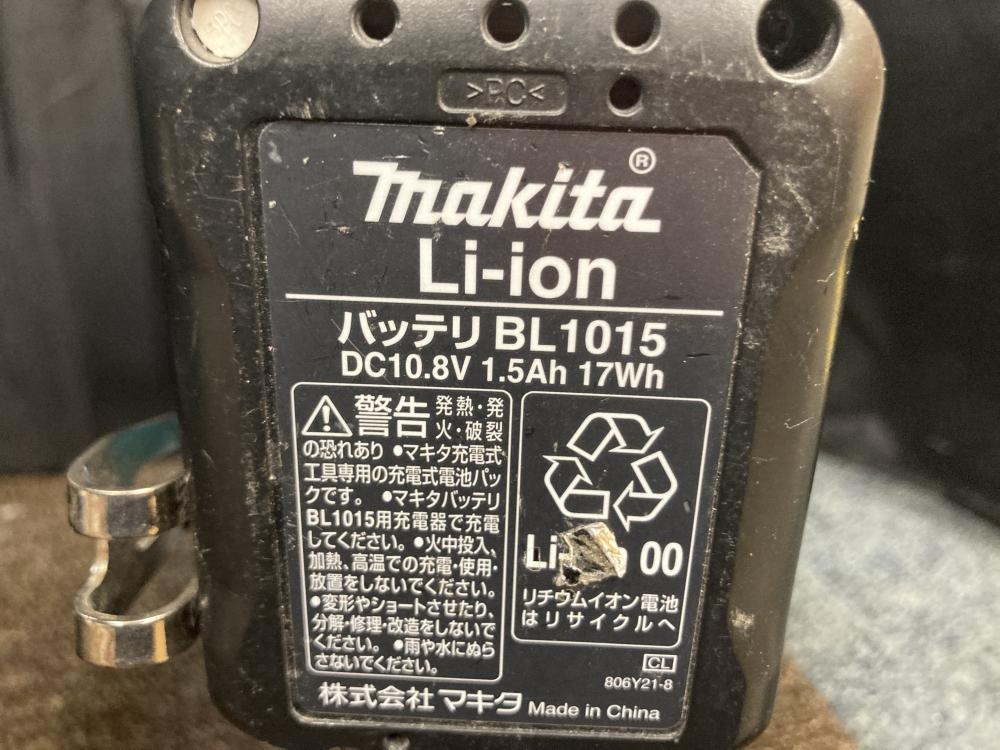 >PC<
makita®
Li-ion
バッテリ BL1015
DC10.8V 1.5Ah 17Wh
警告 発熱・発
火・破裂
の恐れあり ●マキタ充電式
工具専用の充電式電池パッ
クです。 ●マキタバッテリ
BL1015用充電器で充電
してください。●火中投入、
加熱、高温での充電・使用・
放置をしないでください。
●変形やショートさせたり、
分解・修理・改造をしないで
ください。 ●雨や水にぬら
さないでください。
00
リチウムイオン電池
はリサイクルへ
CL
806Y21-8
株式会社 マキタ Made in China